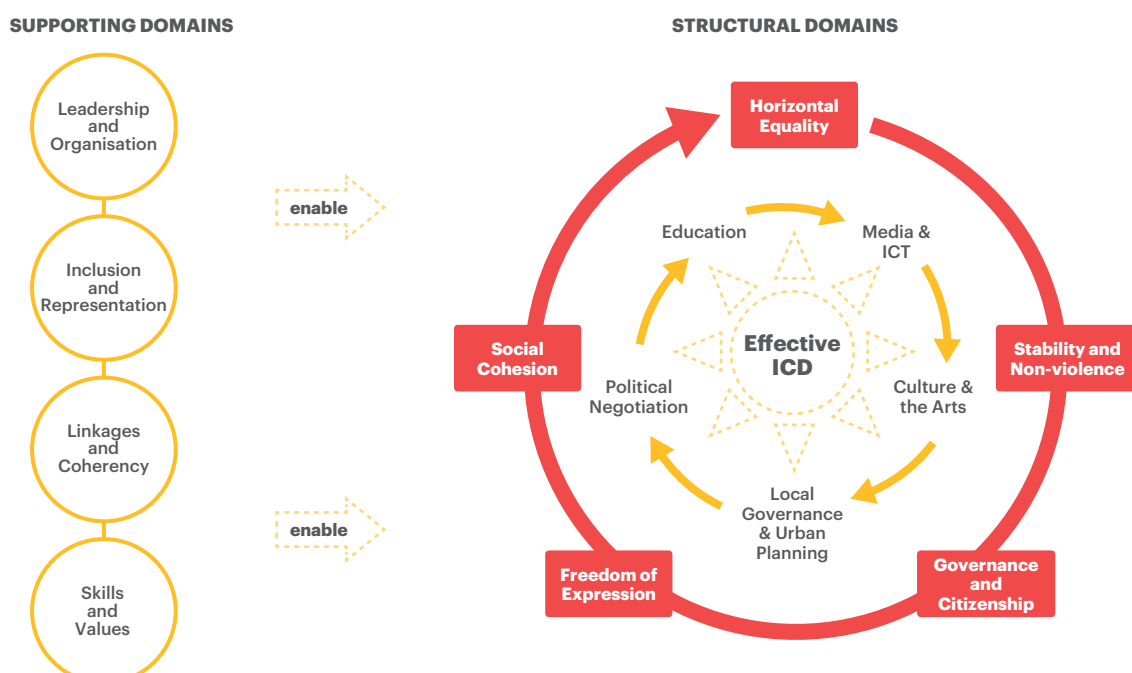 SUPPORTING DOMAINS
Leadership
and
Organisation
Inclusion
and
Representation
Linkages
and
Coherency
Skills
and
Values
enable
enable
STRUCTURAL DOMAINS
Horizontal
Equality
Stability and
Non-violence
Governance
and
Citizenship
Freedom of
Expression
Social
Cohesion
Education
Media &
ICT
Culture &
the Arts
Local
Governance
& Urban
Planning
Political
Negotiation
Effective
ICD